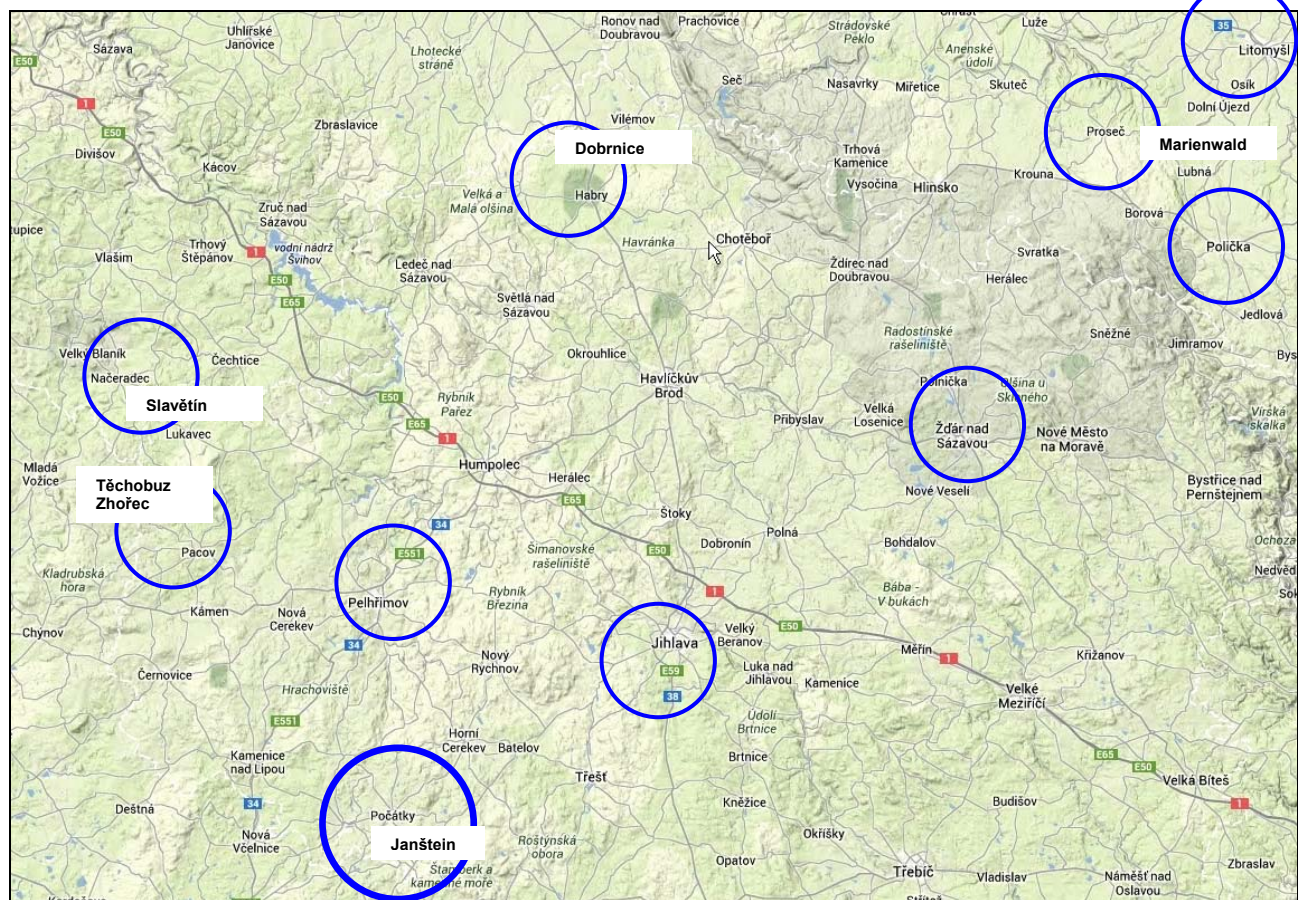 Ronov nad
Doubravou
Prachovice
Strádovské
Peklo
Luže
35
Litomyšl
Uhlířské
Janovice
Sázava
E50
Lhotecké
stráně
Anenské
údolí
Seč
Nasavrky
Miřetice
Skuteč
Osík
Dolní Újezd
1
E50
Divišov
Zbraslavice
Vilémov
Dobrnice
Proseč
Marienwald
Kácov
Trhová
Kamenice
Vysočina
Hlinsko
Krouna
Lubná
Velká a
Malá olšina
Habry
Borová
Zruč nad
Sázavou
vodní nádrž
Švihov
Trhový
Štěpánov
1
Vlašim
E50
E65
Ledeč nad
Sázavou
Havránka
Chotěboř
Ždírec nad
Doubravou
Svratka
Herálec
Polička
Světlá nad
Sázavou
Jedlová
Radostínské
rašeliniště
Sněžné
Jimramov
Velký Blaník
Načeradec
Čechtice
Okrouhlice
Havlíčkův
Brod
Slavětín
Lukavec
E50
E65
1
Rybník
Pařez
Přibyslav
Velká
Losenice
Žďár nad
Sázavou
Nové Město
na Moravě
Vírská
skalka
Mladá
Vožice
Humpolec
Herálec
E65
Nové Veselí
Bystřice nad
Pernštejnem
Těchobuz
Zhořec
Pacov
34
E551
Štoky
Šimanovské
rašeliniště
E50
Dobronín
Polná
Bohdalov
Ochoza
Kladrubská
hora
Pelhřimov
Rybník
Březina
1
Bába -
V bukách
Kámen
Nová
Cerekev
Chýnov
34
Jihlava
Velký
Beranov
E50
Měřín
1
Křižanov
Černovice
Nový
Rychnov
E59
38
Luka nad
Jihlavou
Kamenice
Velké
Meziříčí
Hrachoviště
E551
Údolí
Brtnice
Horní
Cerekev
Batelov
Brtnice
E65
E50
Kamenice
nad Lipou
Třešť
Velká Bíteš
1
34
Deštná
Počátky
Kněžice
Budišov
Nová
Včelnice
Janštein
Roštýnská
obora
Okříšky
Opatov
Třebíč
Vladislav
Náměšť nad
Oslavou
Zbraslav